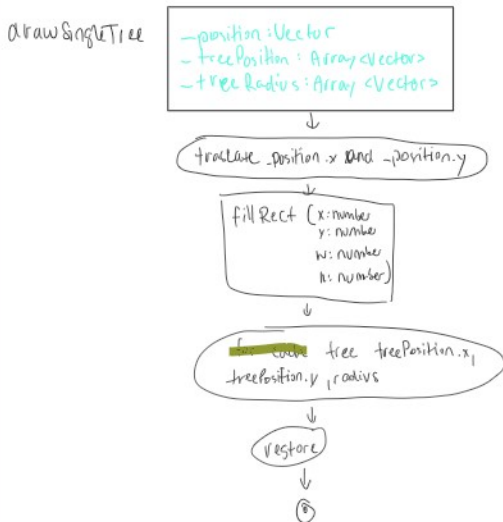 drawSingleTree
_position: Vector
_treePosition: Array <Vector>
_treeRadius: Array <Vector>
traslate _position.x and _position.y
fillRect (x: number
y: number
w: number
h: number)
tree treePosition.x,
treePosition.y, radius
restore